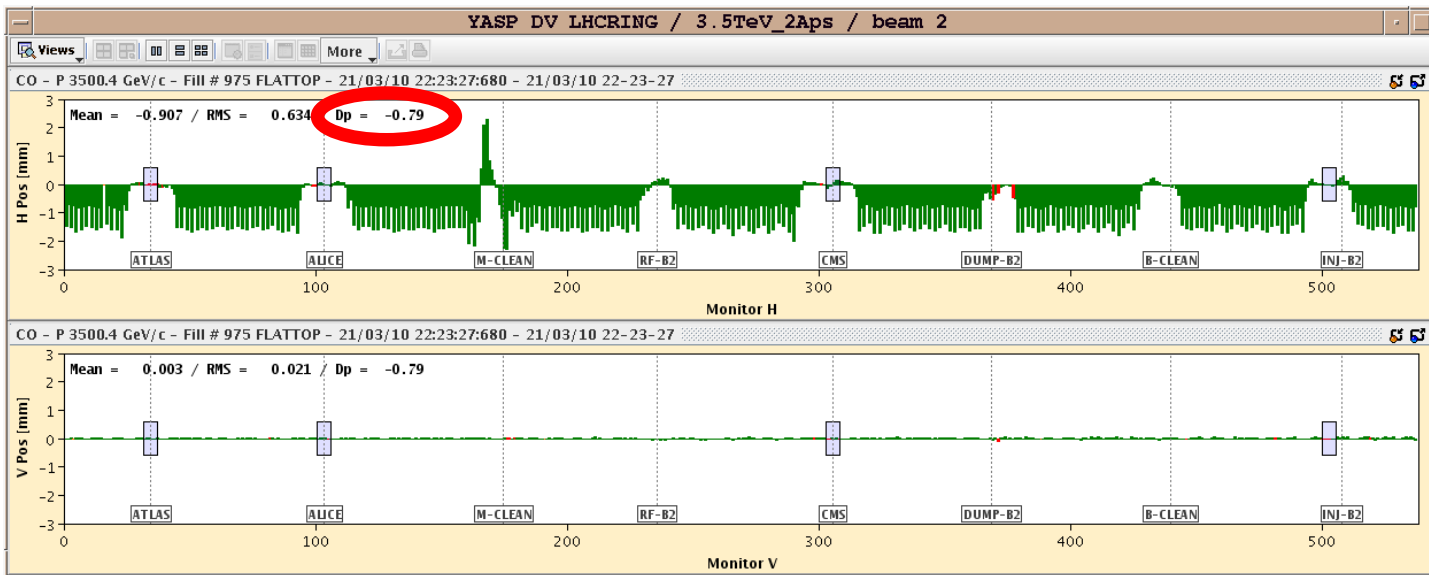 YASP DV LHCRING / 3.5TeV_2Aps / beam 2
Views More
CO - P 3500.4 GeV/c - Fill # 975 FLATTOP - 21/03/10 22:23:27:680 - 21/03/10 22-23-27
Mean = -0.907 / RMS = 0.634 Dp = -0.79
H Pos [mm]
3
2
1
0
-1
-2
-3
ATLAS ALICE M-CLEAN RF-B2 CMS DUMP-B2 B-CLEAN INJ-B2
0 100 200 300 400 500
Monitor H
CO - P 3500.4 GeV/c - Fill # 975 FLATTOP - 21/03/10 22:23:27:680 - 21/03/10 22-23-27
Mean = 0.003 / RMS = 0.021 / Dp = -0.79
V Pos [mm]
3
2
1
0
-1
-2
-3
ATLAS ALICE M-CLEAN RF-B2 CMS DUMP-B2 B-CLEAN INJ-B2
0 100 200 300 400 500
Monitor V